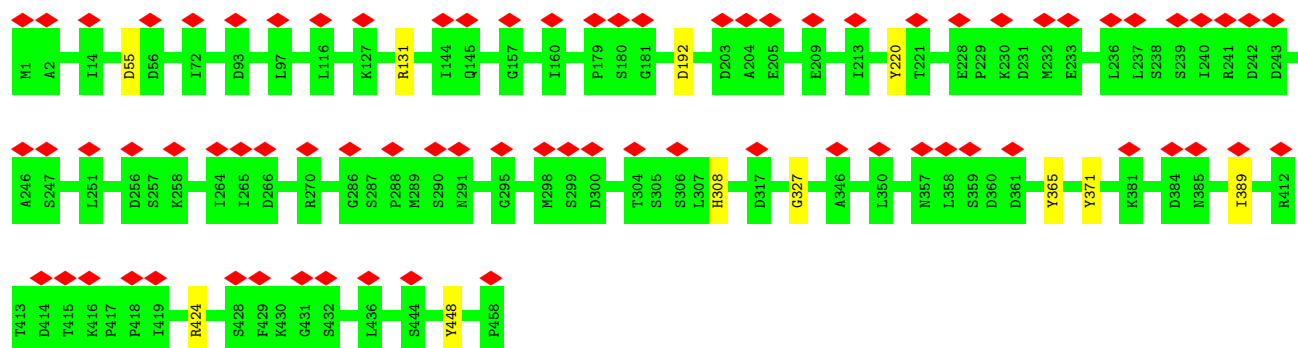 M1 A2 I14 D55 D56 I72 D93 L97 L116 K127 R131 I144 Q145 G157 I160 P179 S180 G181 D192 D203 A204 E205 E209 I213 Y220 T221 E228 P229 K230 D231 M232 E233 L236 L237 S238 S239 I240 R241 D242 D243
A246 S247 L251 D256 S257 K258 I264 I265 D266 R270 G286 S287 P288 M289 S290 N291 G295 M298 S299 D300 T304 S305 S306 L307 H308 D317 G327 A346 L350 N357 L358 S359 D360 D361 Y365 Y371 K381 D384 N385 I389 R412
T413 D414 T415 K416 P417 P418 I419 R424 S428 F429 K430 G431 S432 L436 S444 Y448 P458